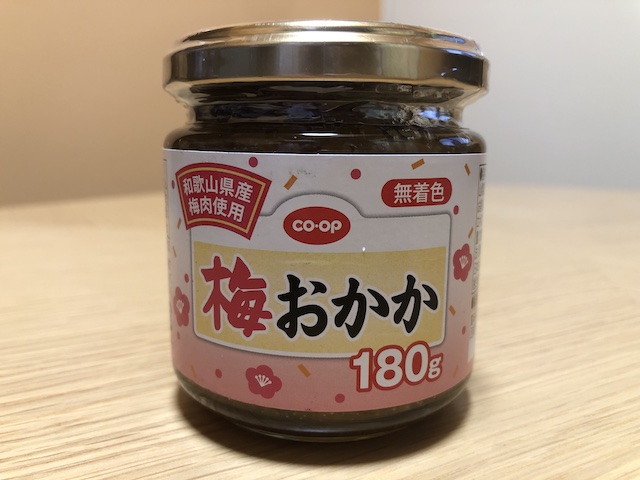 和歌山県産
梅肉使用
無着色
CO・OP
梅おかか
180g